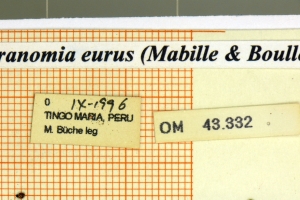 ranomia eurus (Mabille & Boull
0 IX-1996
TINGO MARIA, PERU
M. Büche leg
OM 43.332